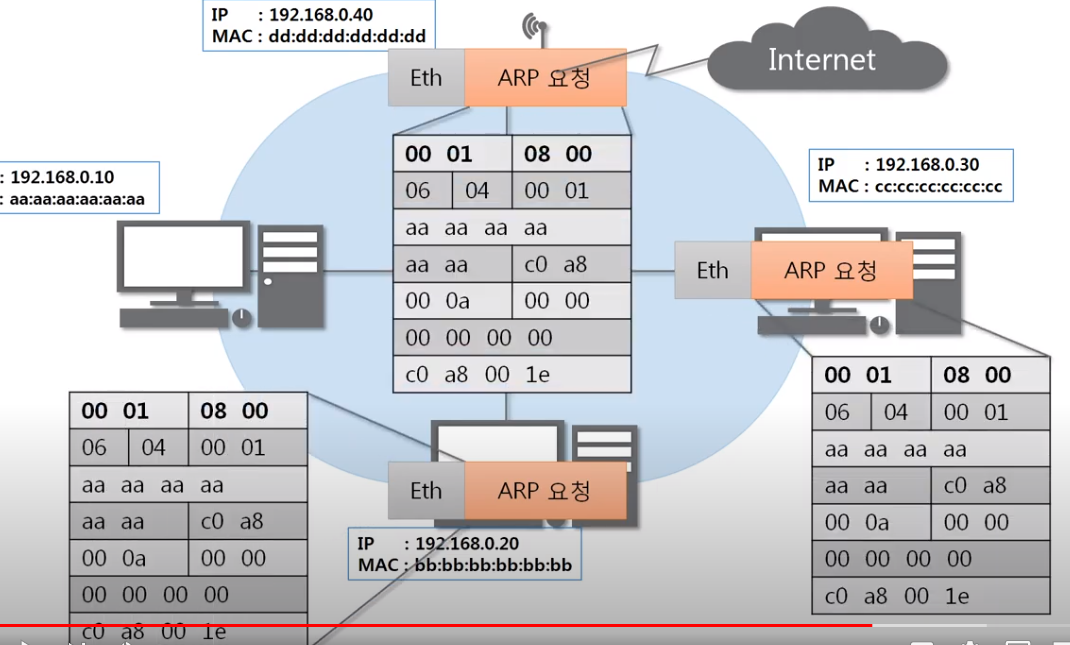 IP : 192.168.0.40
MAC : dd:dd:dd:dd:dd:dd
Eth
ARP 요청
Internet
00 01 08 00
06 04 00 01
aa aa aa aa
aa aa c0 a8
00 0a 00 00
00 00 00 00
c0 a8 00 1e
: 192.168.0.10
: aa:aa:aa:aa:aa:aa
IP : 192.168.0.30
MAC : cc:cc:cc:cc:cc:cc
Eth
ARP 요청
00 01 08 00
06 04 00 01
aa aa aa aa
aa aa c0 a8
00 0a 00 00
00 00 00 00
c0 a8 00 1e
Eth
ARP 요청
IP : 192.168.0.20
MAC : bb:bb:bb:bb:bb:bb
00 01 08 00
06 04 00 01
aa aa aa aa
aa aa c0 a8
00 0a 00 00
00 00 00 00
c0 a8 00 1e